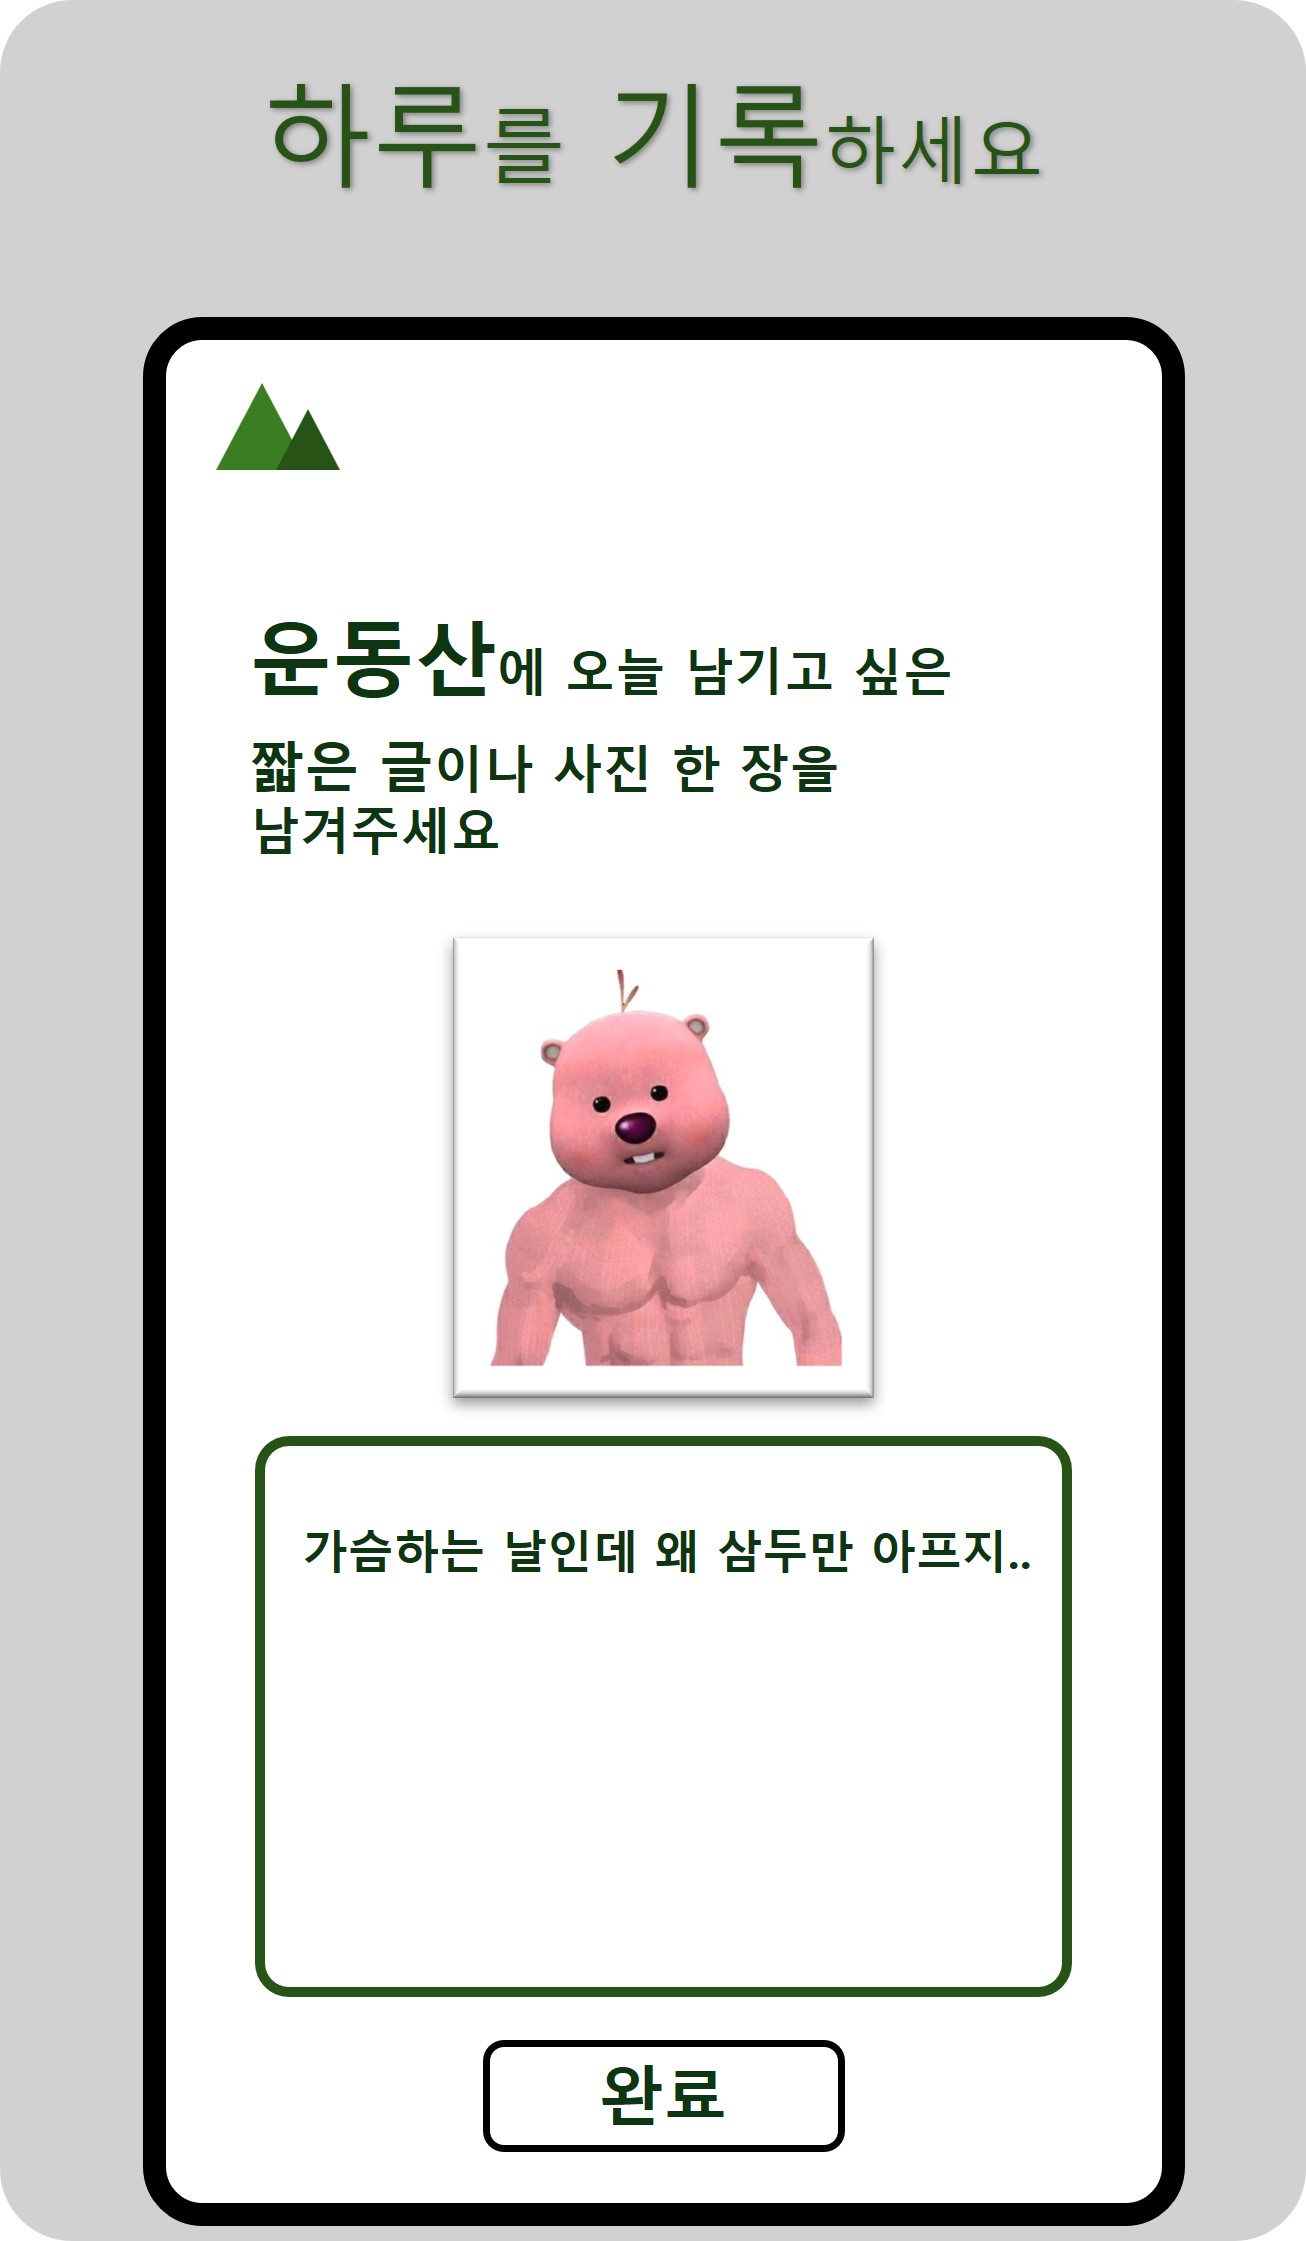 하루를 기록하세요
운동산에 오늘 남기고 싶은
짧은 글이나 사진 한 장을
남겨주세요
가슴하는 날인데 왜 삼두만 아프지..
완료